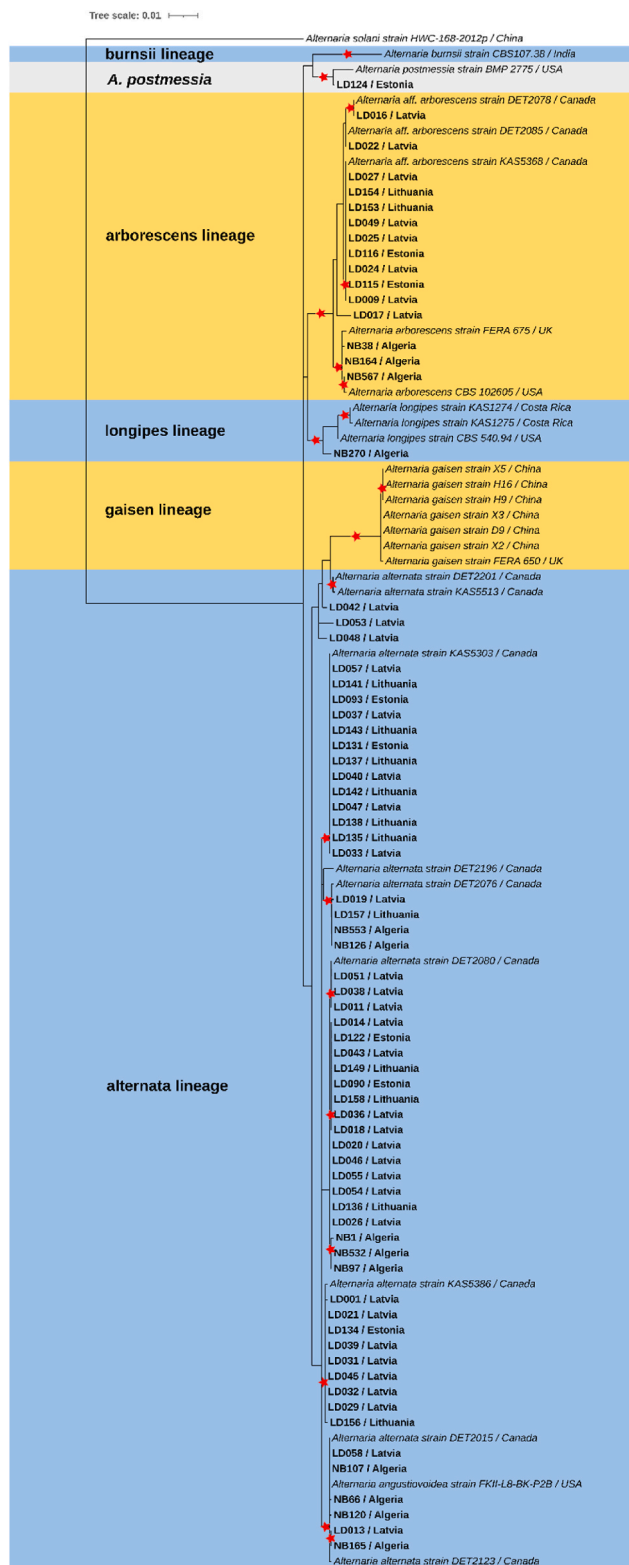 Tree scale: 0.01
Alternaria solani strain HWC-168-2012p / China
burnsii lineage
Alternaria burnsii strain CBS107.38 / India
A. postmessia
Alternaria postmessia strain BMP 2775 / USA
LD124 / Estonia
Alternaria aff. arborescens strain DET2078 / Canada
LD016 / Latvia
Alternaria aff. arborescens strain DET2085 / Canada
LD022 / Latvia
Alternaria aff. arborescens strain KAS5368 / Canada
LD027 / Latvia
LD154 / Lithuania
LD153 / Lithuania
LD049 / Latvia
arborescens lineage
LD025 / Latvia
LD116 / Estonia
LD024 / Latvia
LD115 / Estonia
LD009 / Latvia
LD017 / Latvia
Alternaria arborescens strain FERA 675 / UK
NB38 / Algeria
NB164 / Algeria
NB567 / Algeria
Alternaria arborescens CBS 102605 / USA
Alternaria longipes strain KAS1274 / Costa Rica
Alternaria longipes strain KAS1275 / Costa Rica
longipes lineage
Alternaria longipes strain CBS 540.94 / USA
NB270 / Algeria
Alternaria gaisen strain X5 / China
Alternaria gaisen strain H16 / China
Alternaria gaisen strain H9 / China
gaisen lineage
Alternaria gaisen strain X3 / China
Alternaria gaisen strain D9 / China
Alternaria gaisen strain X2 / China
Alternaria gaisen strain FERA 650 / UK
Alternaria alternata strain DET2201 / Canada
Alternaria alternata strain KAS5513 / Canada
LD042 / Latvia
LD053 / Latvia
LD048 / Latvia
Alternaria alternata strain KAS5303 / Canada
LD057 / Latvia
LD141 / Lithuania
LD093 / Estonia
LD037 / Latvia
LD143 / Lithuania
LD131 / Estonia
LD137 / Lithuania
LD040 / Latvia
LD142 / Lithuania
LD047 / Latvia
LD138 / Lithuania
LD135 / Lithuania
LD033 / Latvia
Alternaria alternata strain DET2196 / Canada
Alternaria alternata strain DET2076 / Canada
LD019 / Latvia
LD157 / Lithuania
NB553 / Algeria
NB126 / Algeria
Alternaria alternata strain DET2080 / Canada
LD051 / Latvia
LD038 / Latvia
LD011 / Latvia
LD014 / Latvia
LD122 / Estonia
LD043 / Latvia
LD149 / Lithuania
alternata lineage
LD090 / Estonia
LD158 / Lithuania
LD036 / Latvia
LD018 / Latvia
LD020 / Latvia
LD046 / Latvia
LD055 / Latvia
LD054 / Latvia
LD136 / Lithuania
LD026 / Latvia
NB1 / Algeria
NB532 / Algeria
NB97 / Algeria
Alternaria alternata strain KAS5386 / Canada
LD001 / Latvia
LD021 / Latvia
LD134 / Estonia
LD039 / Latvia
LD031 / Latvia
LD045 / Latvia
LD032 / Latvia
LD029 / Latvia
LD156 / Lithuania
Alternaria alternata strain DET2015 / Canada
LD058 / Latvia
NB107 / Algeria
Alternaria angustiovoidea strain FKII-L8-BK-P2B / USA
NB66 / Algeria
NB120 / Algeria
LD013 / Latvia
NB165 / Algeria
Alternaria alternata strain DET2123 / Canada